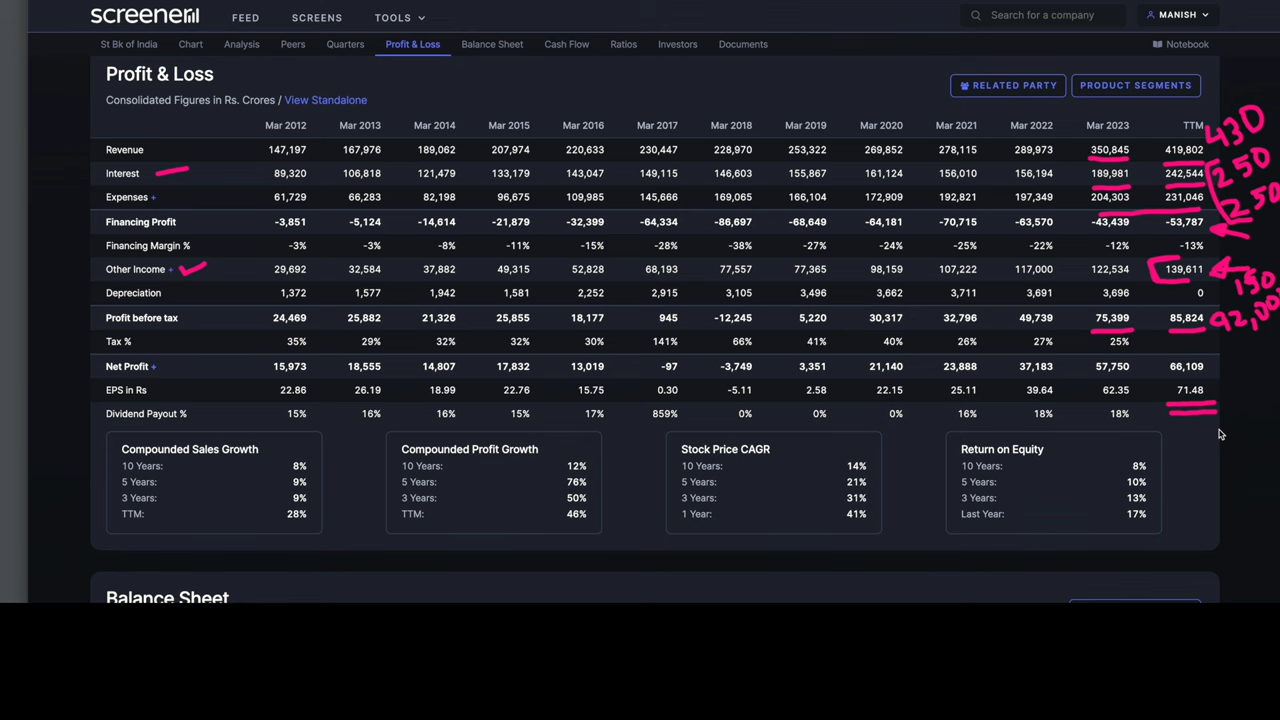 screener
FEED SCREENS TOOLS
Search for a company
MANISH
St Bk of India Chart Analysis Peers Quarters Profit & Loss Balance Sheet Cash Flow Ratios Investors Documents Notebook
Profit & Loss
RELATED PARTY PRODUCT SEGMENTS
Consolidated Figures in Rs. Crores / View Standalone
Mar 2012 Mar 2013 Mar 2014 Mar 2015 Mar 2016 Mar 2017 Mar 2018 Mar 2019 Mar 2020 Mar 2021 Mar 2022 Mar 2023 TTM
430
Revenue 147,197 167,976 189,062 207,974 220,633 230,447 228,970 253,322 269,852 278,115 289,973 350,845 419,802
250
Interest 89,320 106,818 121,479 133,179 143,047 149,115 146,603 155,867 161,124 156,010 156,194 189,981 242,544
250
Expenses + 61,729 66,283 82,198 96,675 109,985 145,666 169,065 166,104 172,909 192,821 197,349 204,303 231,046
Financing Profit -3,851 -5,124 -14,614 -21,879 -32,399 -64,334 -86,697 -68,649 -64,181 -70,715 -63,570 -43,439 -53,787
Financing Margin % -3% -3% -8% -11% -15% -28% -38% -27% -24% -25% -22% -12% -13%
Other Income + 29,692 32,584 37,882 49,315 52,828 68,193 77,557 77,365 98,159 107,222 117,000 122,534 139,611
150
Depreciation 1,372 1,577 1,942 1,581 2,252 2,915 3,105 3,496 3,662 3,711 3,691 3,696 0
Profit before tax 24,469 25,882 21,326 25,855 18,177 945 -12,245 5,220 30,317 32,796 49,739 75,399 85,824
92,00
Tax % 35% 29% 32% 32% 30% 141% 66% 41% 40% 26% 27% 25%
Net Profit + 15,973 18,555 14,807 17,832 13,019 -97 -3,749 3,351 21,140 23,888 37,183 57,750 66,109
EPS in Rs 22.86 26.19 18.99 22.76 15.75 0.30 -5.11 2.58 22.15 25.11 39.64 62.35 71.48
Dividend Payout % 15% 16% 16% 15% 17% 859% 0% 0% 0% 16% 18% 18%
Compounded Sales Growth
10 Years: 8%
5 Years: 9%
3 Years: 9%
TTM: 28%
Compounded Profit Growth
10 Years: 12%
5 Years: 76%
3 Years: 50%
TTM: 46%
Stock Price CAGR
10 Years: 14%
5 Years: 21%
3 Years: 31%
1 Year: 41%
Return on Equity
10 Years: 8%
5 Years: 10%
3 Years: 13%
Last Year: 17%
Balance Sheet